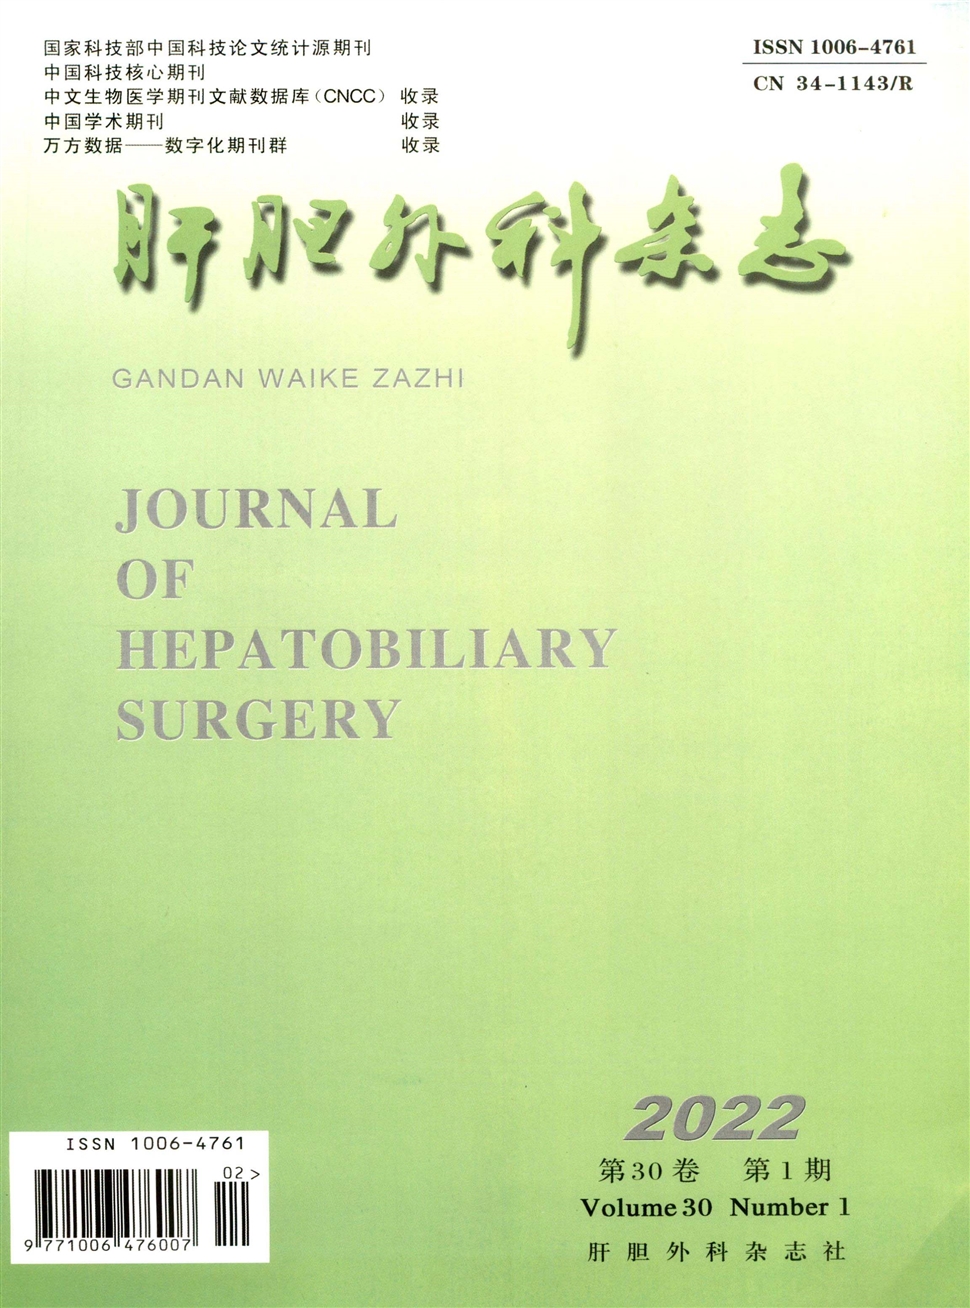 国家科技部中国科技论文统计源期刊
中国科技核心期刊
中文生物医学期刊文献数据库(CNCC) 收录
中国学术期刊 收录
万方数据——数字化期刊群 收录
ISSN 1006-4761
CN 34-1143/R
肝胆外科杂志
GANDAN WAIKE ZAZHI
JOURNAL
OF
HEPATOBILIARY
SURGERY
2022
第30卷 第1期
Volume 30 Number 1
肝胆外科杂志社
ISSN 1006-4761
02>
9 771006 476007